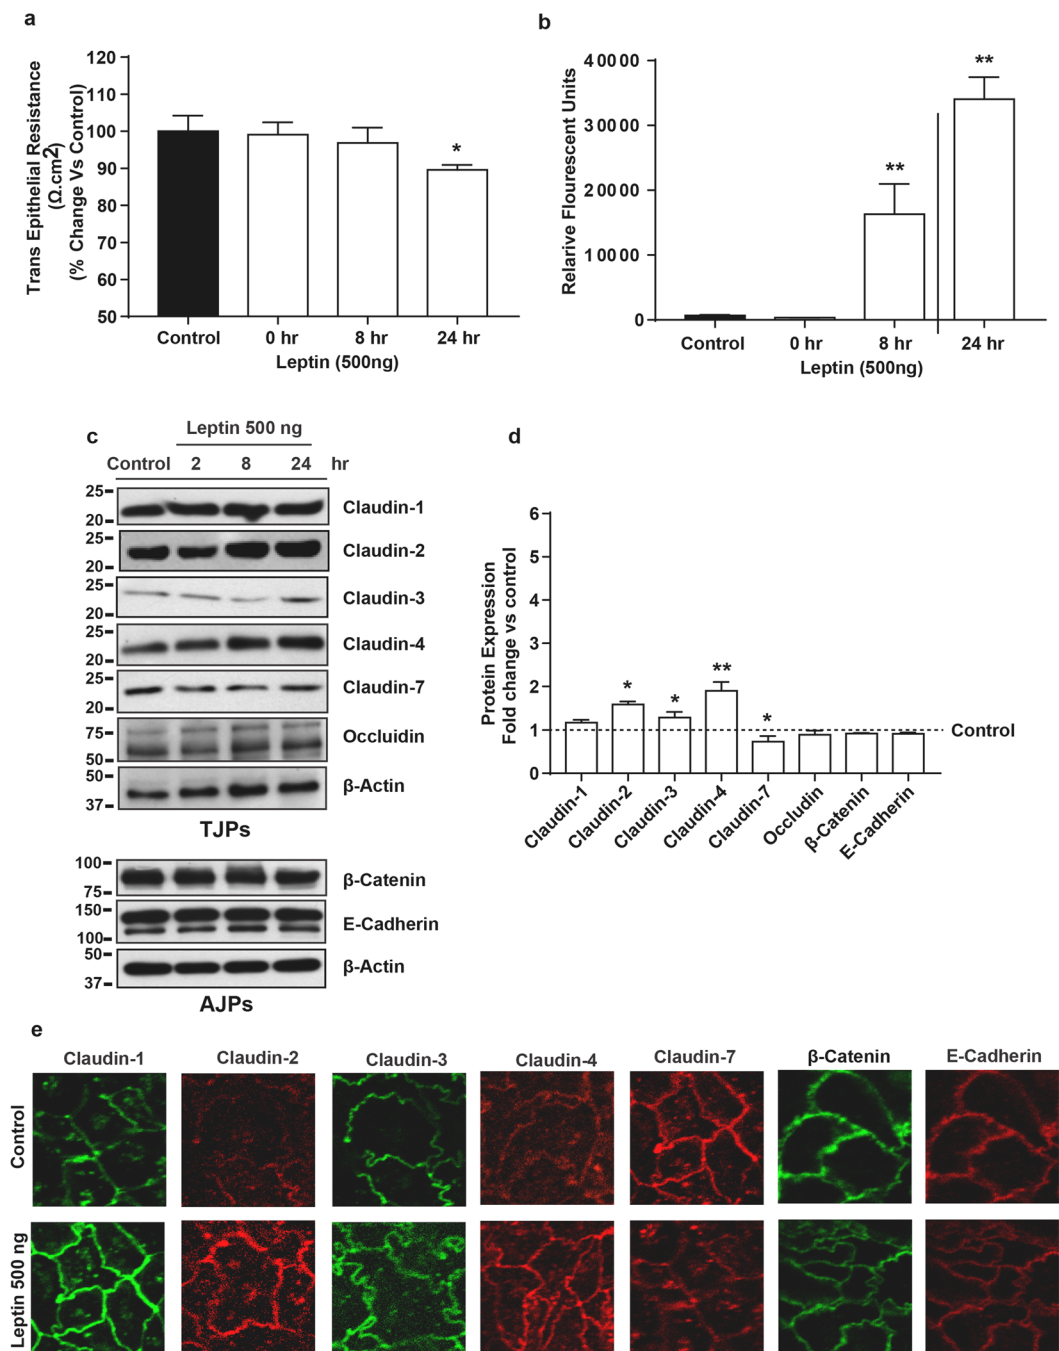 a
Trans Epithelial Resistance
(Ω.cm2)
(% Change Vs Control)
120
110
100
90
80
70
60
50
*
Control
0 hr
8 hr
24 hr
Leptin (500ng)
b
Relarive Flourescent Units
40000
30000
20000
10000
0
**
**
Control
0 hr
8 hr
24 hr
Leptin (500ng)
c
Leptin 500 ng
Control 2 8 24 hr
25
20
Claudin-1
25
20
Claudin-2
25
20
Claudin-3
25
20
Claudin-4
25
20
Claudin-7
75
50
Occluidin
50
37
β-Actin
TJPs
100
75
β-Catenin
150
100
E-Cadherin
50
37
β-Actin
AJPs
d
Protein Expression
Fold change vs control
6
5
4
3
2
1
0
*
*
**
*
Control
Claudin-1
Claudin-2
Claudin-3
Claudin-4
Claudin-7
Occludin
β-Catenin
E-Cadherin
e
Claudin-1
Claudin-2
Claudin-3
Claudin-4
Claudin-7
β-Catenin
E-Cadherin
Control
Leptin 500 ng